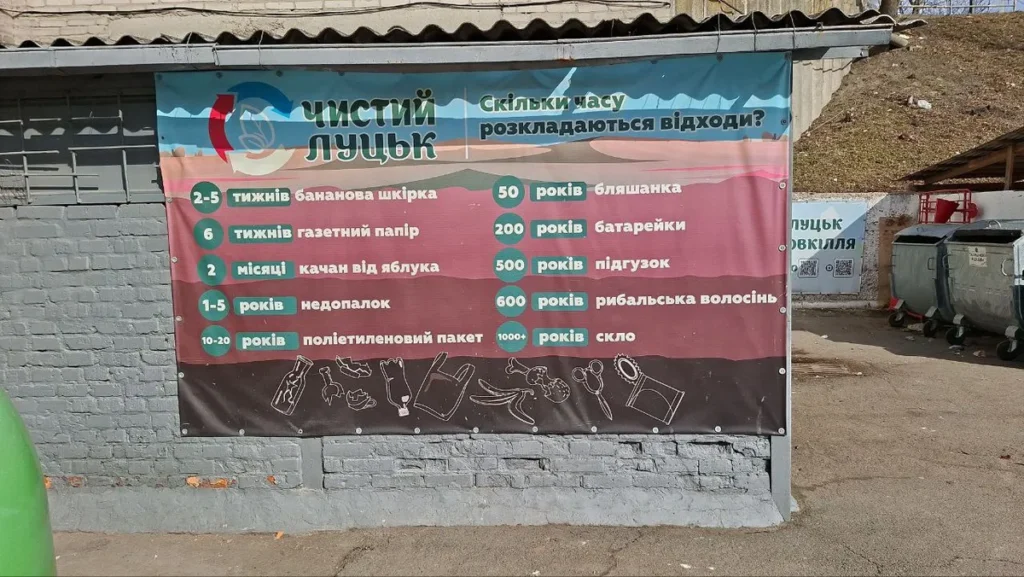 ЧИСТИЙ
ЛУЦЬК
Скільки часу
розкладаються відходи?
2-5 тижнів бананова шкірка
6 тижнів газетний папір
2 місяці качан від яблука
1-5 років недопалок
10-20 років поліетиленовий пакет
50 років бляшанка
200 років батарейки
500 років підгузок
600 років рибальська волосінь
1000+ років скло
ЛУЦЬК
ОВКІЛЛЯ